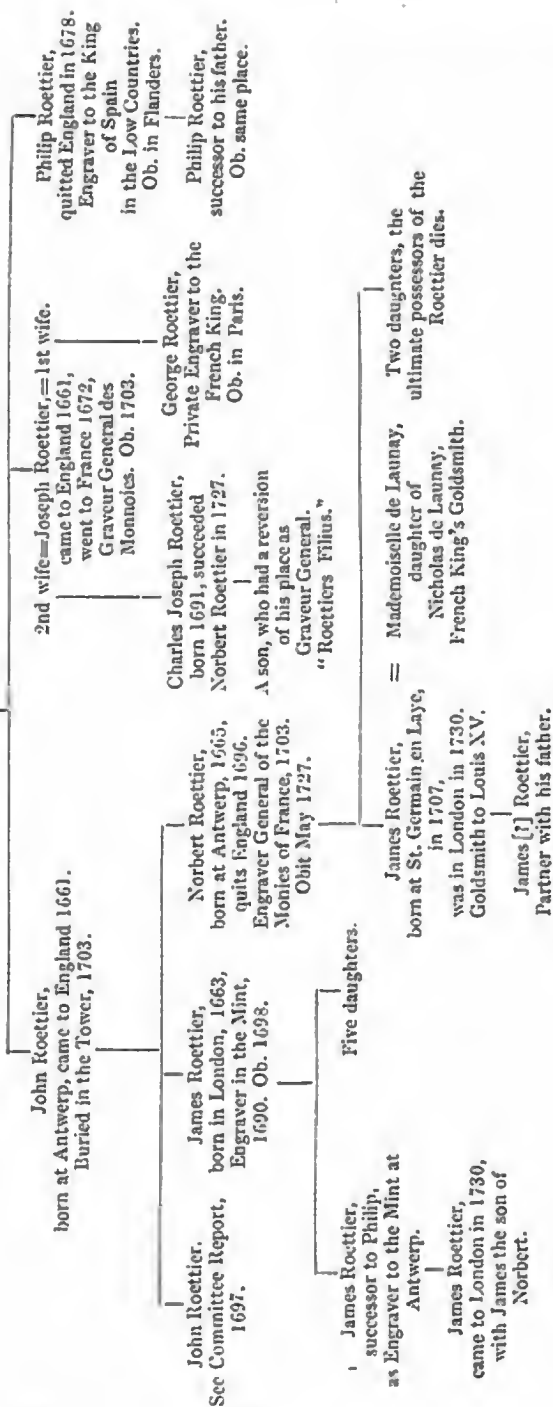 John Roettier,
born at Antwerp, came to England 1661.
Buried in the Tower, 1703.
2nd wife=Joseph Roettier,=1st wife.
came to England 1661,
went to France 1672,
Graveur General des
Monnoies. Ob. 1703.
Philip Roettier,
quitted England in 1678.
Engraver to the King
of Spain
in the Low Countries.
Ob. in Flanders.
John Roettier.
See Committee Report,
1697.
James Roettier,
born in London, 1663,
Engraver in the Mint,
1690. Ob. 1698.
Norbert Roettier,
born at Antwerp, 1665,
quits England 1696.
Engraver General of the
Monies of France, 1703.
Obit May 1727.
Charles Joseph Roettier,
born 1691, succeeded
Norbert Roettier in 1727.
A son, who had a reversion
of his place as
Graveur General.
"Roettiers Filius."
George Roettier,
Private Engraver to the
French King.
Ob. in Paris.
Philip Roettier,
successor to his father.
Ob. same place.
James Roettier,
successor to Philip,
as Engraver to the Mint at
Antwerp.
James Roettier,
came to London in 1730,
with James the son of
Norbert.
Five daughters.
James Roettier,
born at St. Germain en Laye,
in 1707,
was in London in 1730.
Goldsmith to Louis XV.
James [?] Roettier,
Partner with his father.
= Mademoiselle de Launay,
daughter of
Nicholas de Launay,
French King's Goldsmith.
Two daughters, the
ultimate possessors of the
Roettier dies.